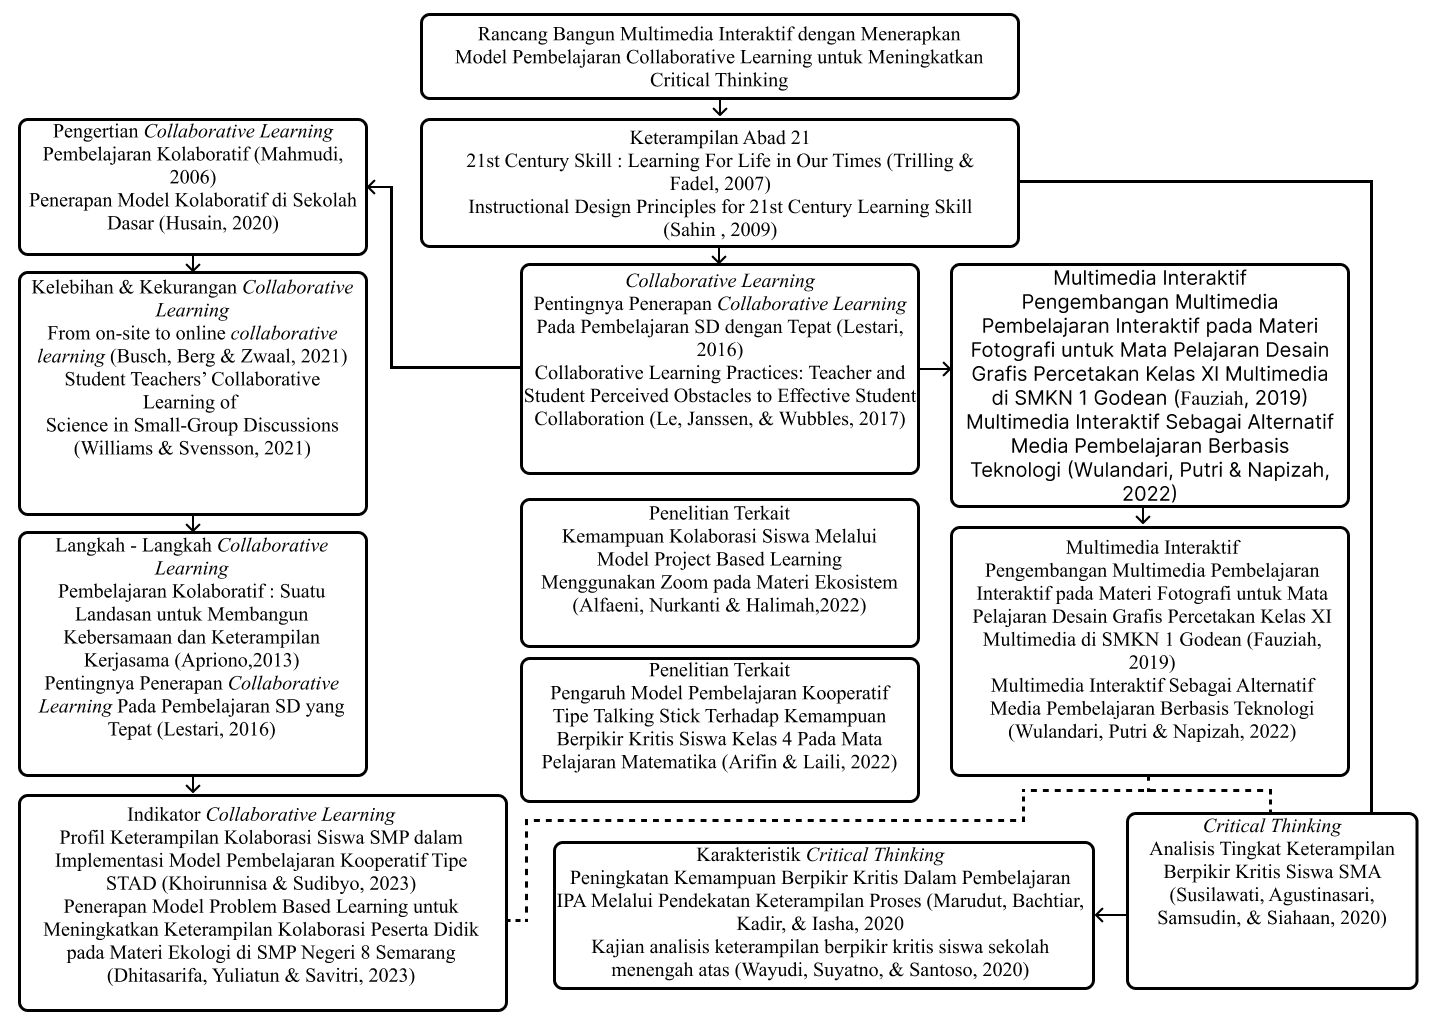 Rancang Bangun Multimedia Interaktif dengan Menerapkan
Model Pembelajaran Collaborative Learning untuk Meningkatkan
Critical Thinking
Keterampilan Abad 21
21st Century Skill : Learning For Life in Our Times (Trilling &
Fadel, 2007)
Instructional Design Principles for 21st Century Learning Skill
(Sahin , 2009)
Pengertian Collaborative Learning
Pembelajaran Kolaboratif (Mahmudi,
2006)
Penerapan Model Kolaboratif di Sekolah
Dasar (Husain, 2020)
Kelebihan & Kekurangan Collaborative
Learning
From on-site to online collaborative
learning (Busch, Berg & Zwaal, 2021)
Student Teachers’ Collaborative
Learning of
Science in Small-Group Discussions
(Williams & Svensson, 2021)
Langkah - Langkah Collaborative
Learning
Pembelajaran Kolaboratif : Suatu
Landasan untuk Membangun
Kebersamaan dan Keterampilan
Kerjasama (Apriono,2013)
Pentingnya Penerapan Collaborative
Learning Pada Pembelajaran SD yang
Tepat (Lestari, 2016)
Indikator Collaborative Learning
Profil Keterampilan Kolaborasi Siswa SMP dalam
Implementasi Model Pembelajaran Kooperatif Tipe
STAD (Khoirunnisa & Sudibyo, 2023)
Penerapan Model Problem Based Learning untuk
Meningkatkan Keterampilan Kolaborasi Peserta Didik
pada Materi Ekologi di SMP Negeri 8 Semarang
(Dhitasarifa, Yuliatun & Savitri, 2023)
Collaborative Learning
Pentingnya Penerapan Collaborative Learning
Pada Pembelajaran SD dengan Tepat (Lestari,
2016)
Collaborative Learning Practices: Teacher and
Student Perceived Obstacles to Effective Student
Collaboration (Le, Janssen, & Wubbles, 2017)
Penelitian Terkait
Kemampuan Kolaborasi Siswa Melalui
Model Project Based Learning
Menggunakan Zoom pada Materi Ekosistem
(Alfaeni, Nurkanti & Halimah,2022)
Penelitian Terkait
Pengaruh Model Pembelajaran Kooperatif
Tipe Talking Stick Terhadap Kemampuan
Berpikir Kritis Siswa Kelas 4 Pada Mata
Pelajaran Matematika (Arifin & Laili, 2022)
Multimedia Interaktif
Pengembangan Multimedia
Pembelajaran Interaktif pada Materi
Fotografi untuk Mata Pelajaran Desain
Grafis Percetakan Kelas XI Multimedia
di SMKN 1 Godean (Fauziah, 2019)
Multimedia Interaktif Sebagai Alternatif
Media Pembelajaran Berbasis
Teknologi (Wulandari, Putri & Napizah,
2022)
Multimedia Interaktif
Pengembangan Multimedia Pembelajaran
Interaktif pada Materi Fotografi untuk Mata
Pelajaran Desain Grafis Percetakan Kelas XI
Multimedia di SMKN 1 Godean (Fauziah,
2019)
Multimedia Interaktif Sebagai Alternatif
Media Pembelajaran Berbasis Teknologi
(Wulandari, Putri & Napizah, 2022)
Critical Thinking
Analisis Tingkat Keterampilan
Berpikir Kritis Siswa SMA
(Susilawati, Agustinasari,
Samsudin, & Siahaan, 2020)
Karakteristik Critical Thinking
Peningkatan Kemampuan Berpikir Kritis Dalam Pembelajaran
IPA Melalui Pendekatan Keterampilan Proses (Marudut, Bachtiar,
Kadir, & Iasha, 2020
Kajian analisis keterampilan berpikir kritis siswa sekolah
menengah atas (Wayudi, Suyatno, & Santoso, 2020)